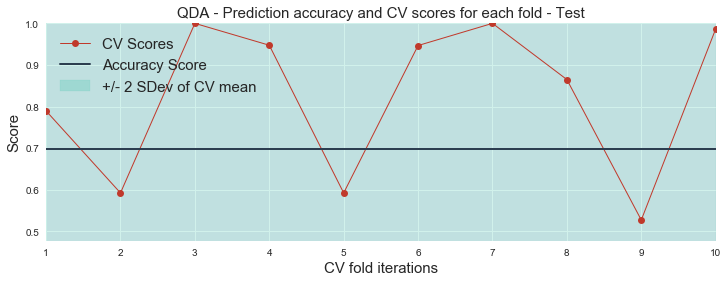 QDA - Prediction accuracy and CV scores for each fold - Test
1.0
0.9
0.8
0.7
0.6
0.5
Score
CV Scores
Accuracy Score
+/- 2 SDev of CV mean
1 2 3 4 5 6 7 8 9 10
CV fold iterations